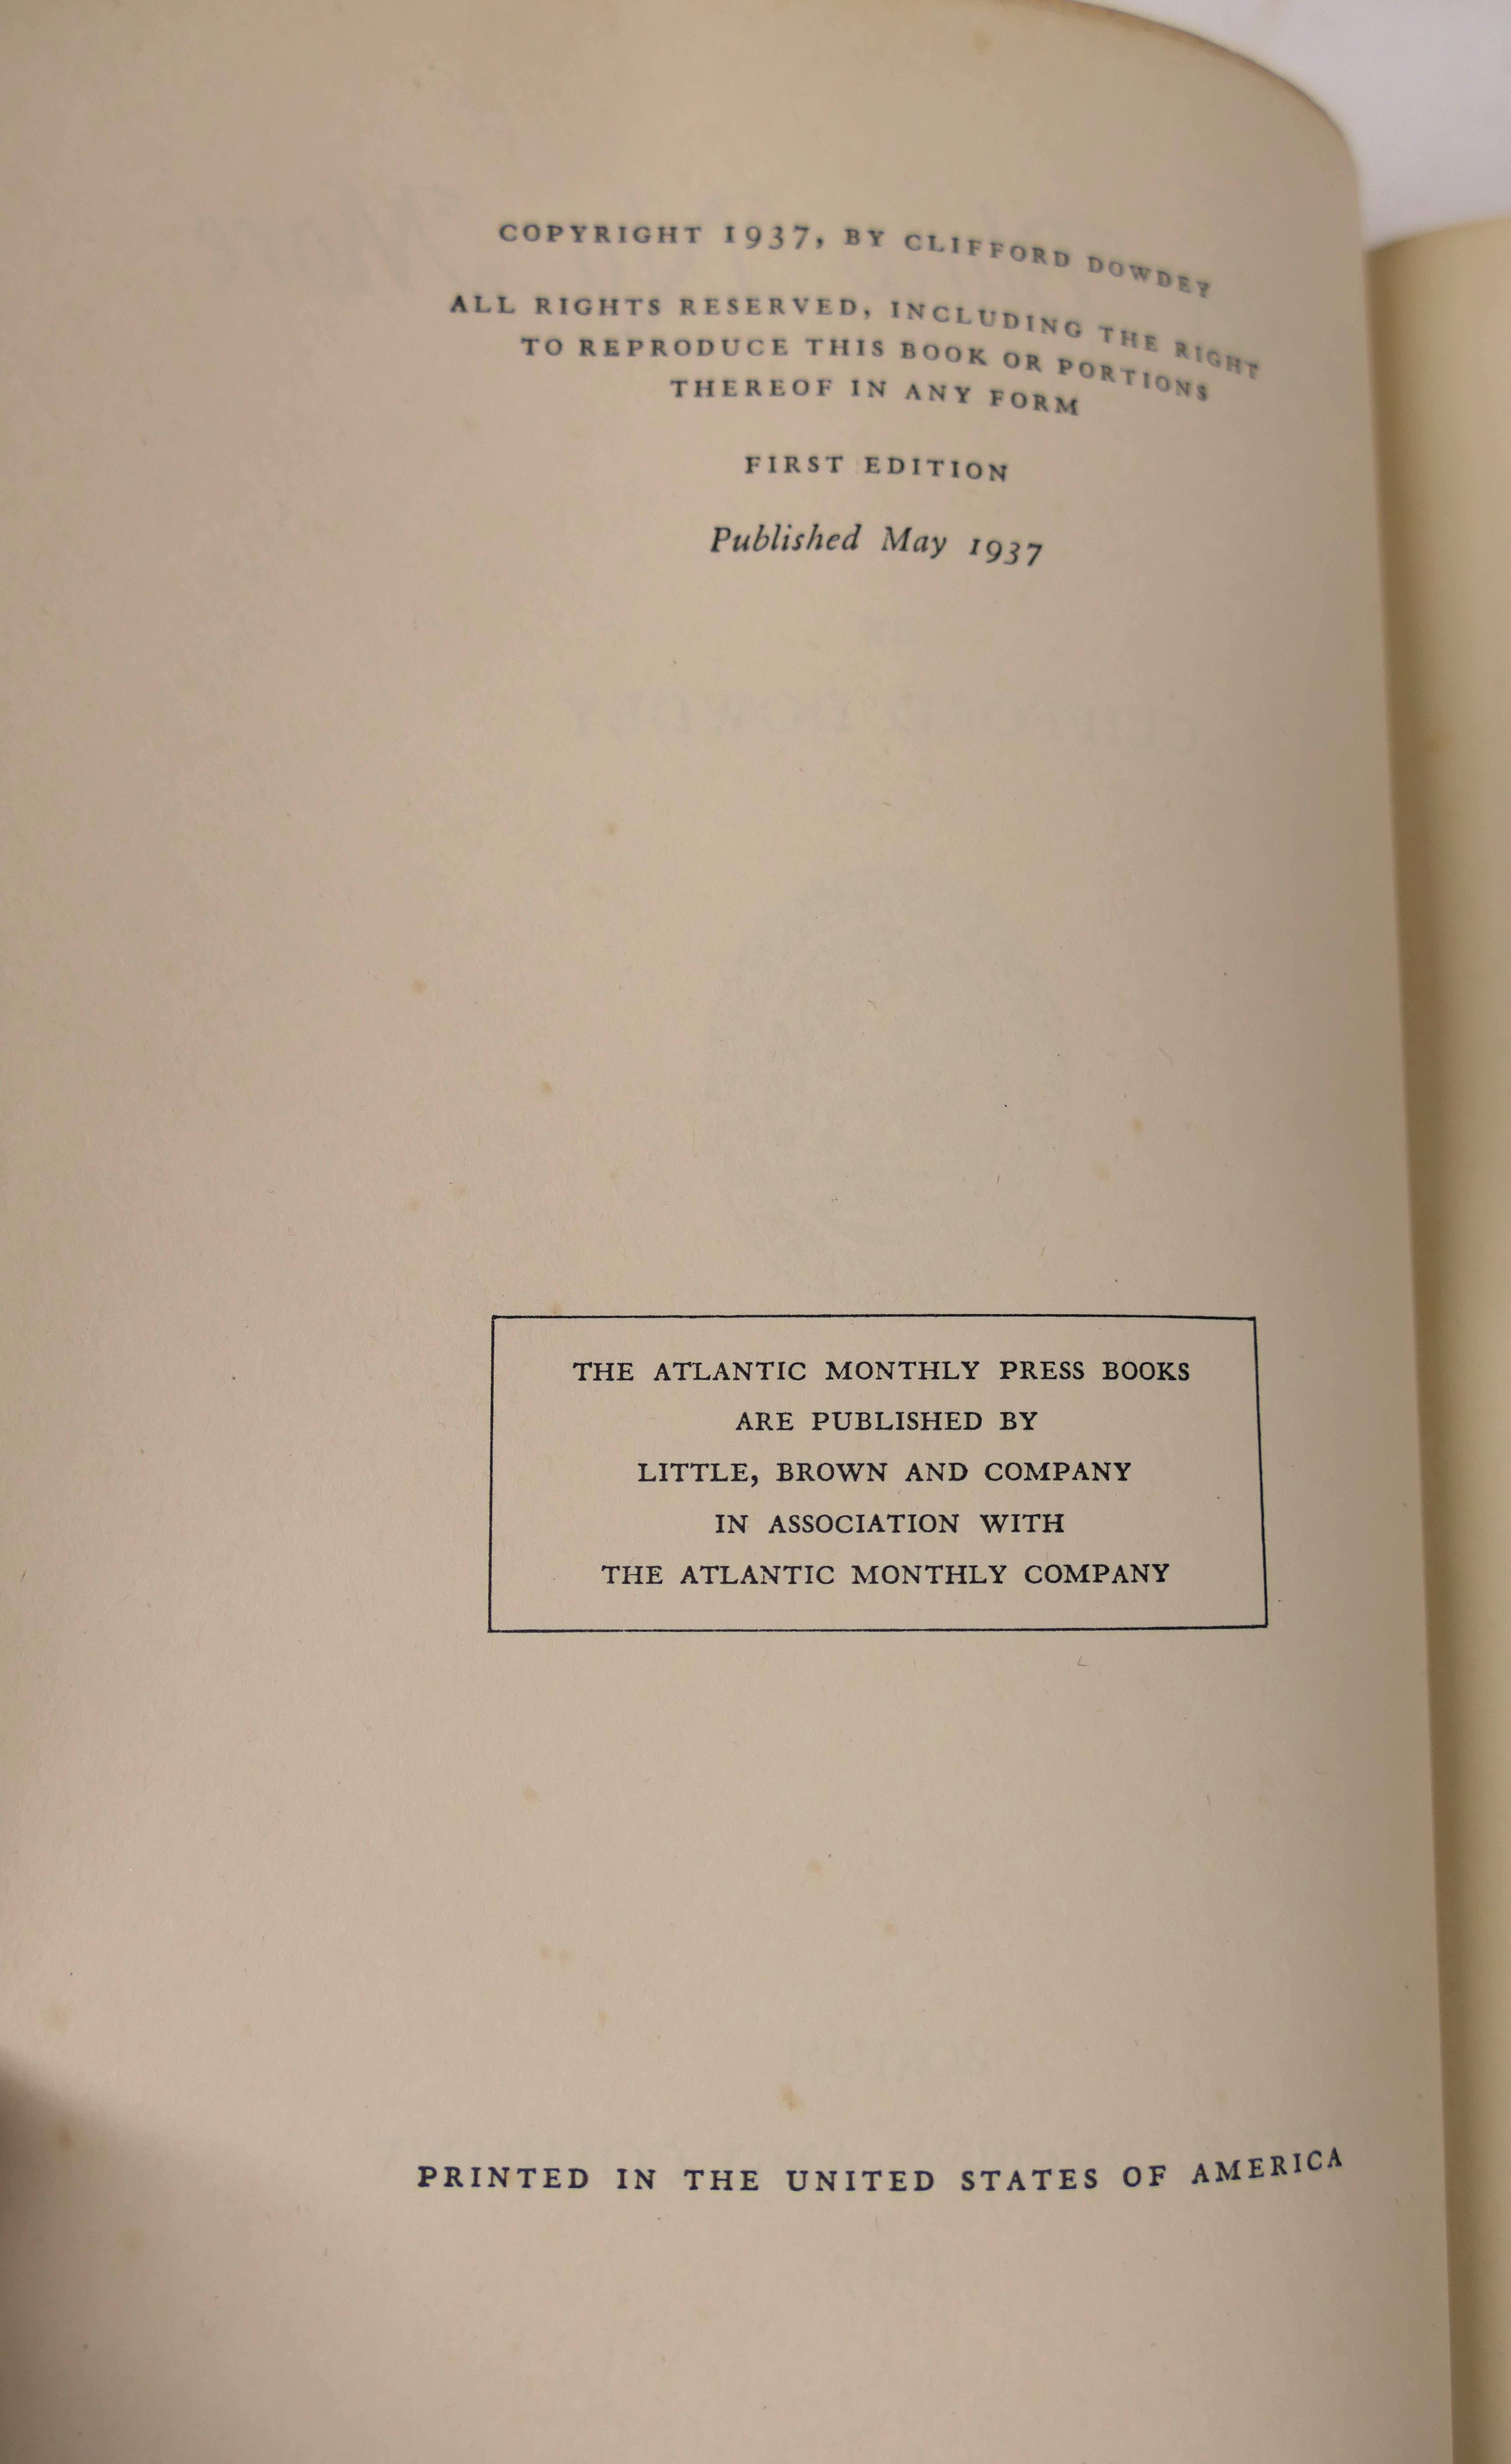 COPYRIGHT 1937, BY CLIFFORD DOWDEY
ALL RIGHTS RESERVED, INCLUDING THE RIGHT
TO REPRODUCE THIS BOOK OR PORTIONS
THEREOF IN ANY FORM
FIRST EDITION
Published May 1937
THE ATLANTIC MONTHLY PRESS BOOKS
ARE PUBLISHED BY
LITTLE, BROWN AND COMPANY
IN ASSOCIATION WITH
THE ATLANTIC MONTHLY COMPANY
PRINTED IN THE UNITED STATES OF AMERICA